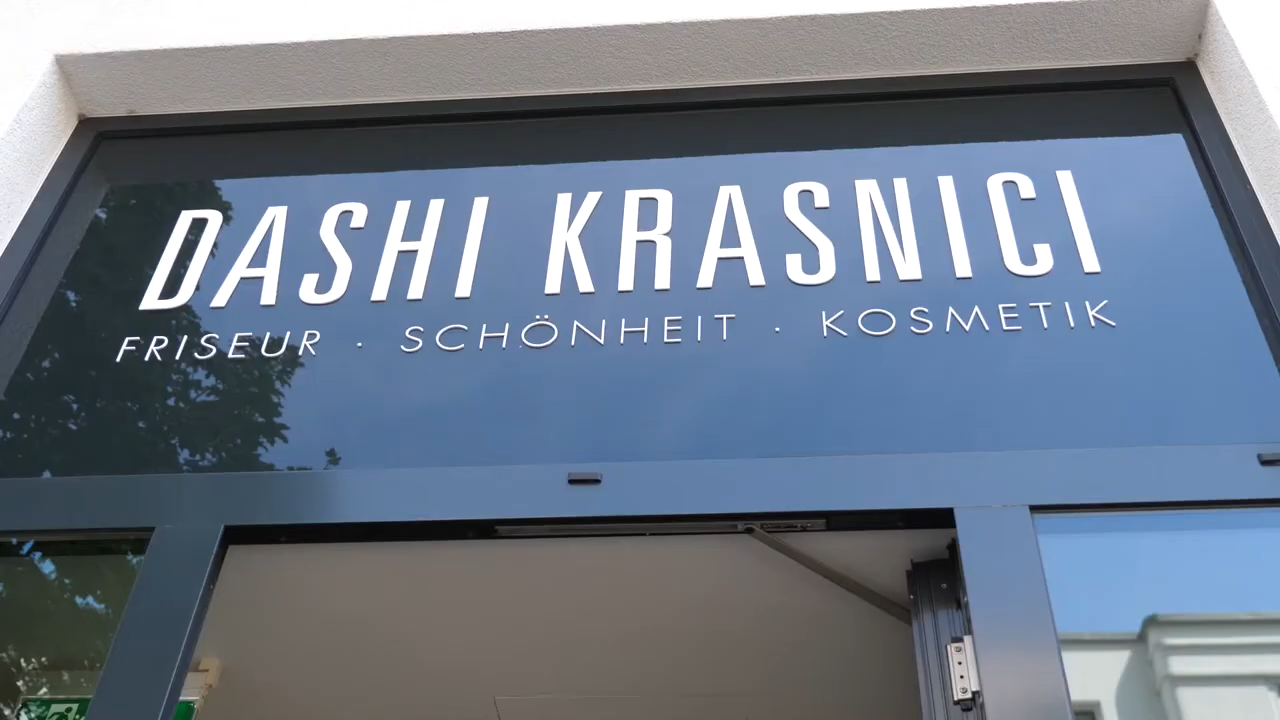 DASHI KRASNICI
FRISEUR · SCHÖNHEIT · KOSMETIK